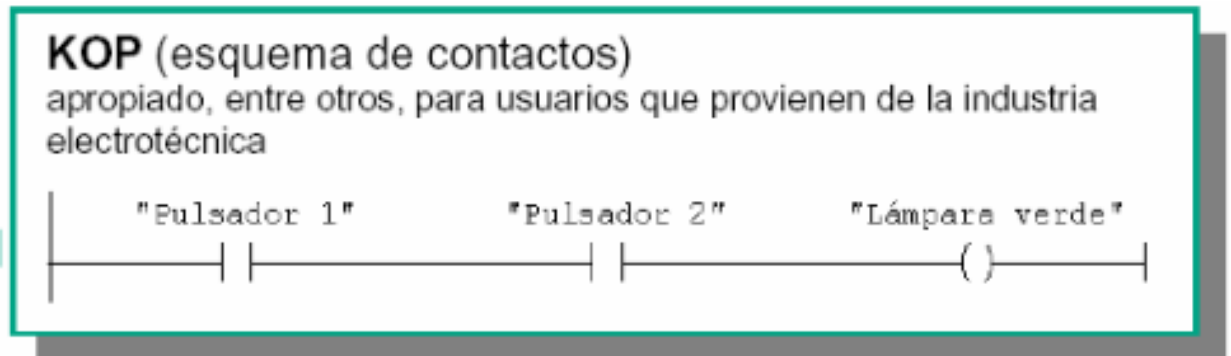 KOP (esquema de contactos)
apropiado, entre otros, para usuarios que provienen de la industria
electrotécnica
"Pulsador 1" "Pulsador 2" "Lámpara verde"